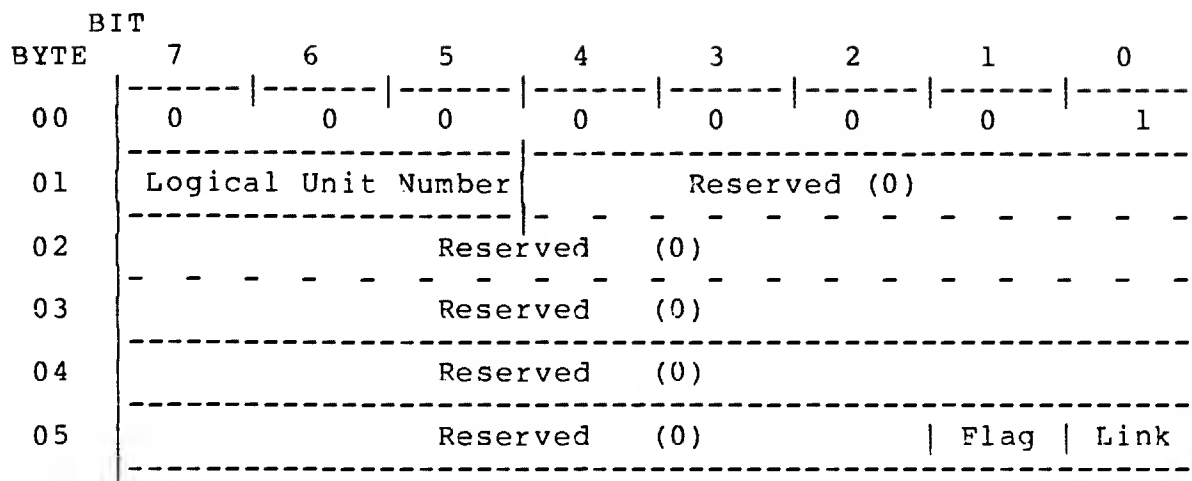 BIT
BYTE 7 6 5 4 3 2 1 0
00 0 0 0 0 0 0 0 1
01 Logical Unit Number Reserved (0)
02 Reserved (0)
03 Reserved (0)
04 Reserved (0)
05 Reserved (0) | Flag | Link